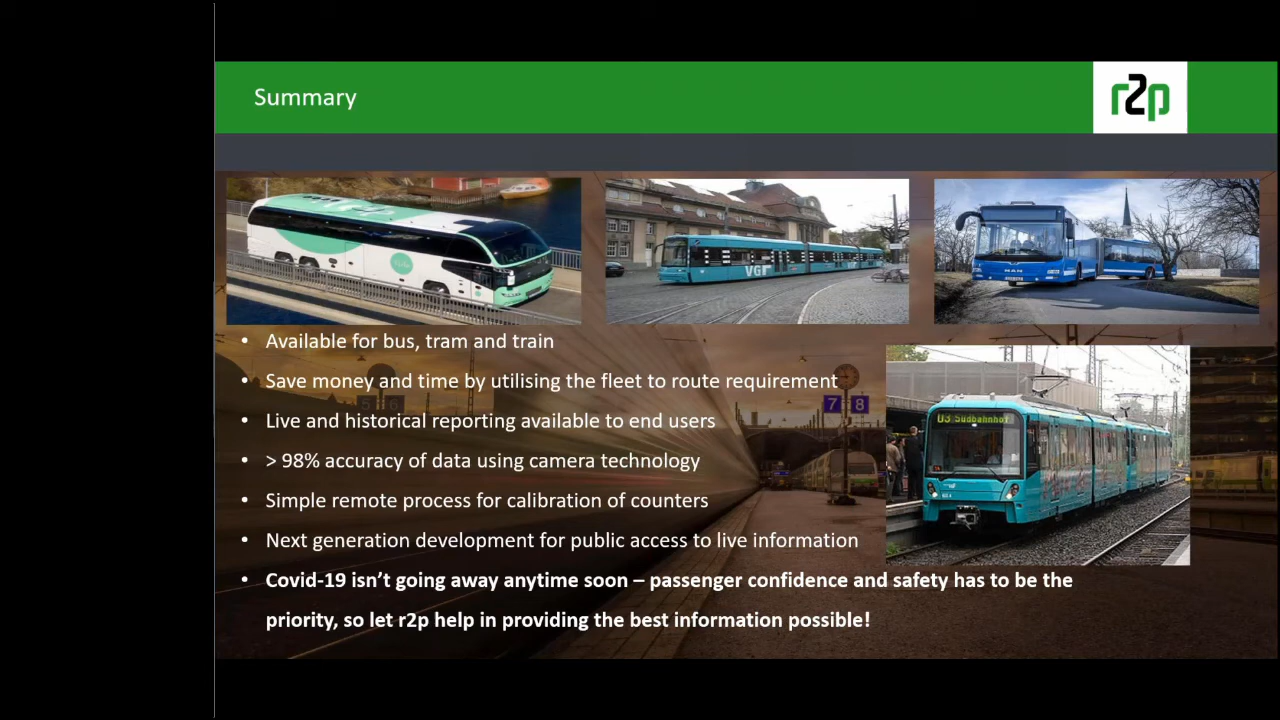 Summary
r2p
VGF
MAN
• Available for bus, tram and train
• Save money and time by utilising the fleet to route requirement
• Live and historical reporting available to end users
• > 98% accuracy of data using camera technology
• Simple remote process for calibration of counters
• Next generation development for public access to live information
• Covid-19 isn’t going away anytime soon – passenger confidence and safety has to be the
priority, so let r2p help in providing the best information possible!
7 8
U3 Südbahnhof